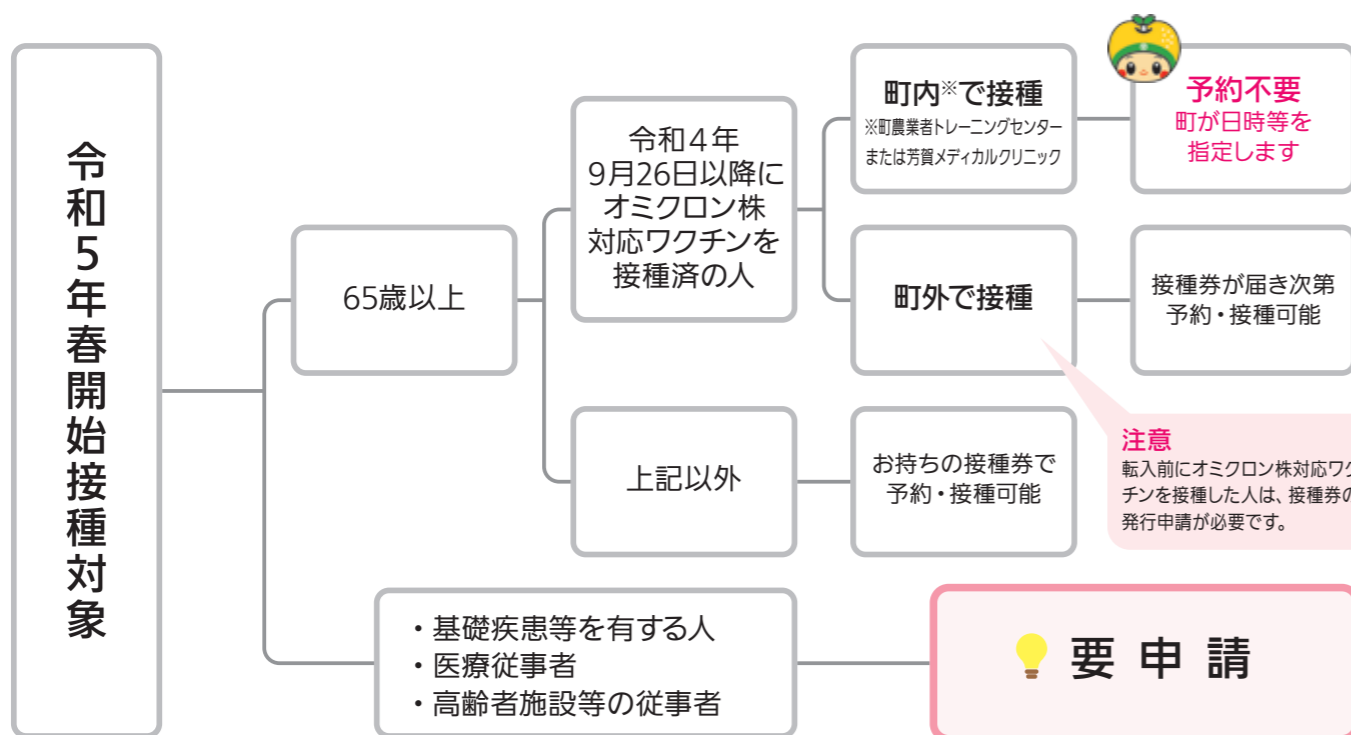 令和5年春開始接種対象
65歳以上
令和4年
9月26日以降に
オミクロン株
対応ワクチンを
接種済の人
町内※で接種
※町農業者トレーニングセンター
または芳賀メディカルクリニック
予約不要
町が日時等を
指定します
町外で接種
接種券が届き次第
予約・接種可能
注意
転入前にオミクロン株対応ワク
チンを接種した人は、接種券の
発行申請が必要です。
上記以外
お持ちの接種券で
予約・接種可能
・基礎疾患等を有する人
・医療従事者
・高齢者施設等の従事者
要申請